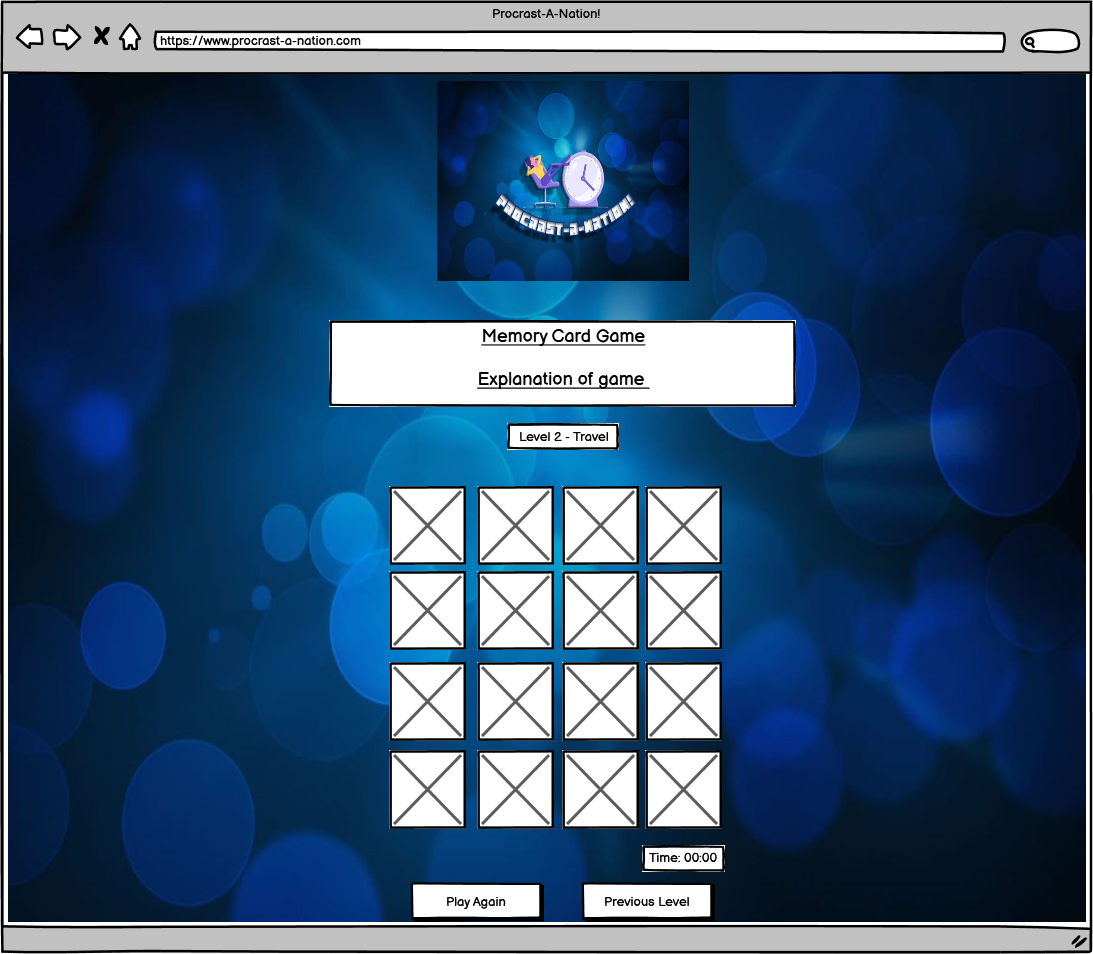 Procrast-A-Nation!
https://www.procrast-a-nation.com
PROCRAST-A-NATION!
Memory Card Game
Explanation of game
Level 2 - Travel
Time: 00:00
Play Again
Previous Level